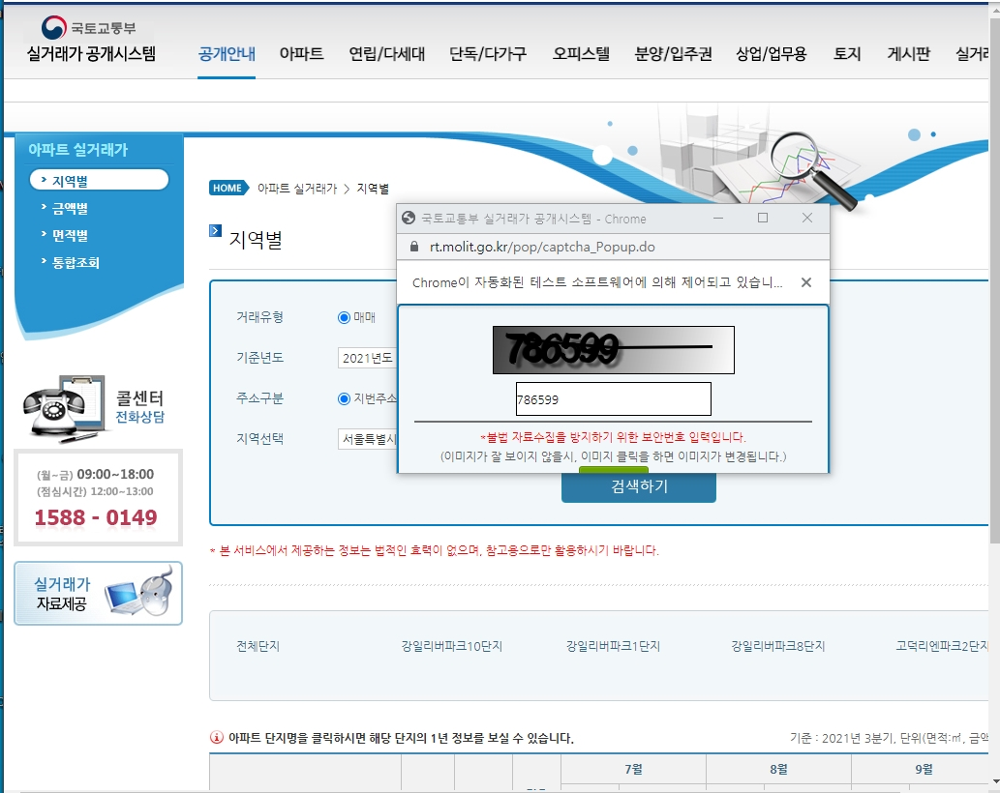 국토교통부
실거래가 공개시스템
공개안내 아파트 연립/다세대 단독/다가구 오피스텔 분양/입주권 상업/업무용 토지 게시판 실거래
아파트 실거래가
지역별
금액별
면적별
통합조회
콜센터
전화상담
(월~금) 09:00~18:00
(점심시간) 12:00~13:00
1588 - 0149
실거래가
자료제공
HOME 아파트 실거래가 > 지역별
지역별
거래유형 매매
기준년도 2021년도
주소구분 지번주소
지역선택 서울특별시
국토교통부 실거래가 공개시스템 - Chrome
rt.molit.go.kr/pop/captcha_Popup.do
Chrome이 자동화된 테스트 소프트웨어에 의해 제어되고 있습니...
786599
786599
*불법 자료수집을 방지하기 위한 보안번호 입력입니다.
(이미지가 잘 보이지 않을시, 이미지 클릭을 하면 이미지가 변경됩니다.)
검색하기
* 본 서비스에서 제공하는 정보는 법적인 효력이 없으며, 참고용으로만 활용하시기 바랍니다.
전체단지 강일리버파크10단지 강일리버파크1단지 강일리버파크8단지 고덕리엔파크2단지
아파트 단지명을 클릭하시면 해당 단지의 1년 정보를 보실 수 있습니다.
기준 : 2021년 3분기, 단위(면적:㎡, 금액
7월 8월 9월